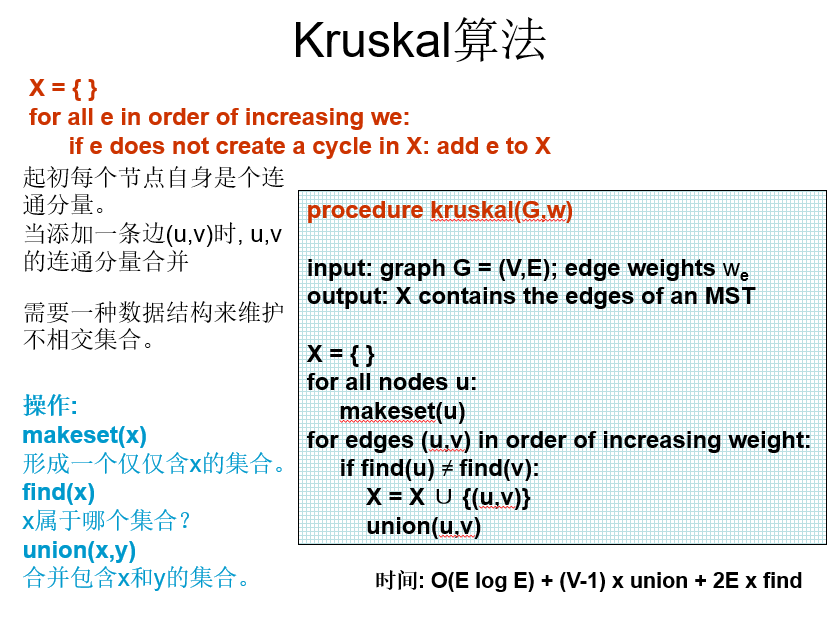 Kruskal算法
X = { }
for all e in order of increasing we:
if e does not create a cycle in X: add e to X
起初每个节点自身是个连
通分量。
当添加一条边(u,v)时, u,v
的连通分量合并
需要一种数据结构来维护
不相交集合。
操作:
makeset(x)
形成一个仅仅含x的集合。
find(x)
x属于哪个集合?
union(x,y)
合并包含x和y的集合。
procedure kruskal(G,w)
input: graph G = (V,E); edge weights we
output: X contains the edges of an MST
X = { }
for all nodes u:
makeset(u)
for edges (u,v) in order of increasing weight:
if find(u) ≠ find(v):
X = X ∪ {(u,v)}
union(u,v)
时间: O(E log E) + (V-1) x union + 2E x find